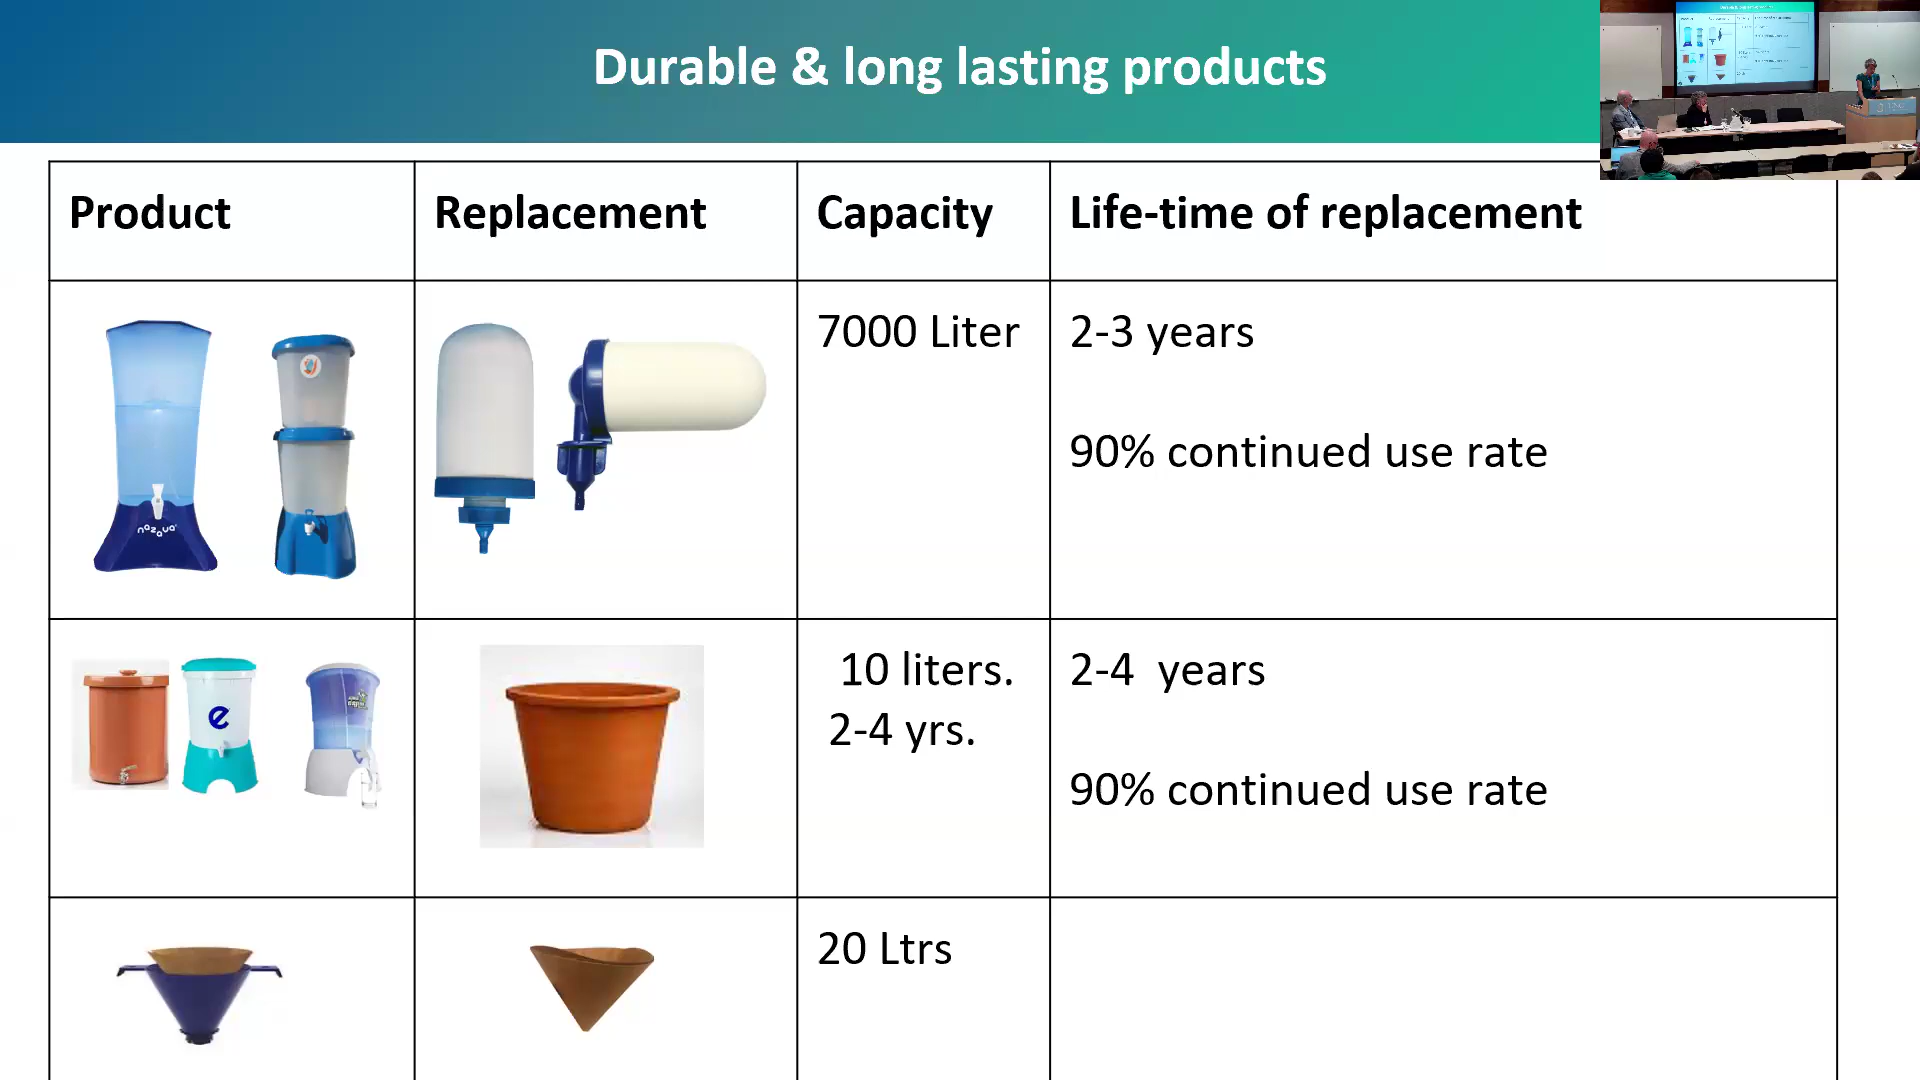 Durable & long lasting products
Product
Replacement
Capacity
Life-time of replacement
nazava
7000 Liter
2-3 years
90% continued use rate
e
10 liters.
2-4 yrs.
2-4 years
90% continued use rate
20 Ltrs